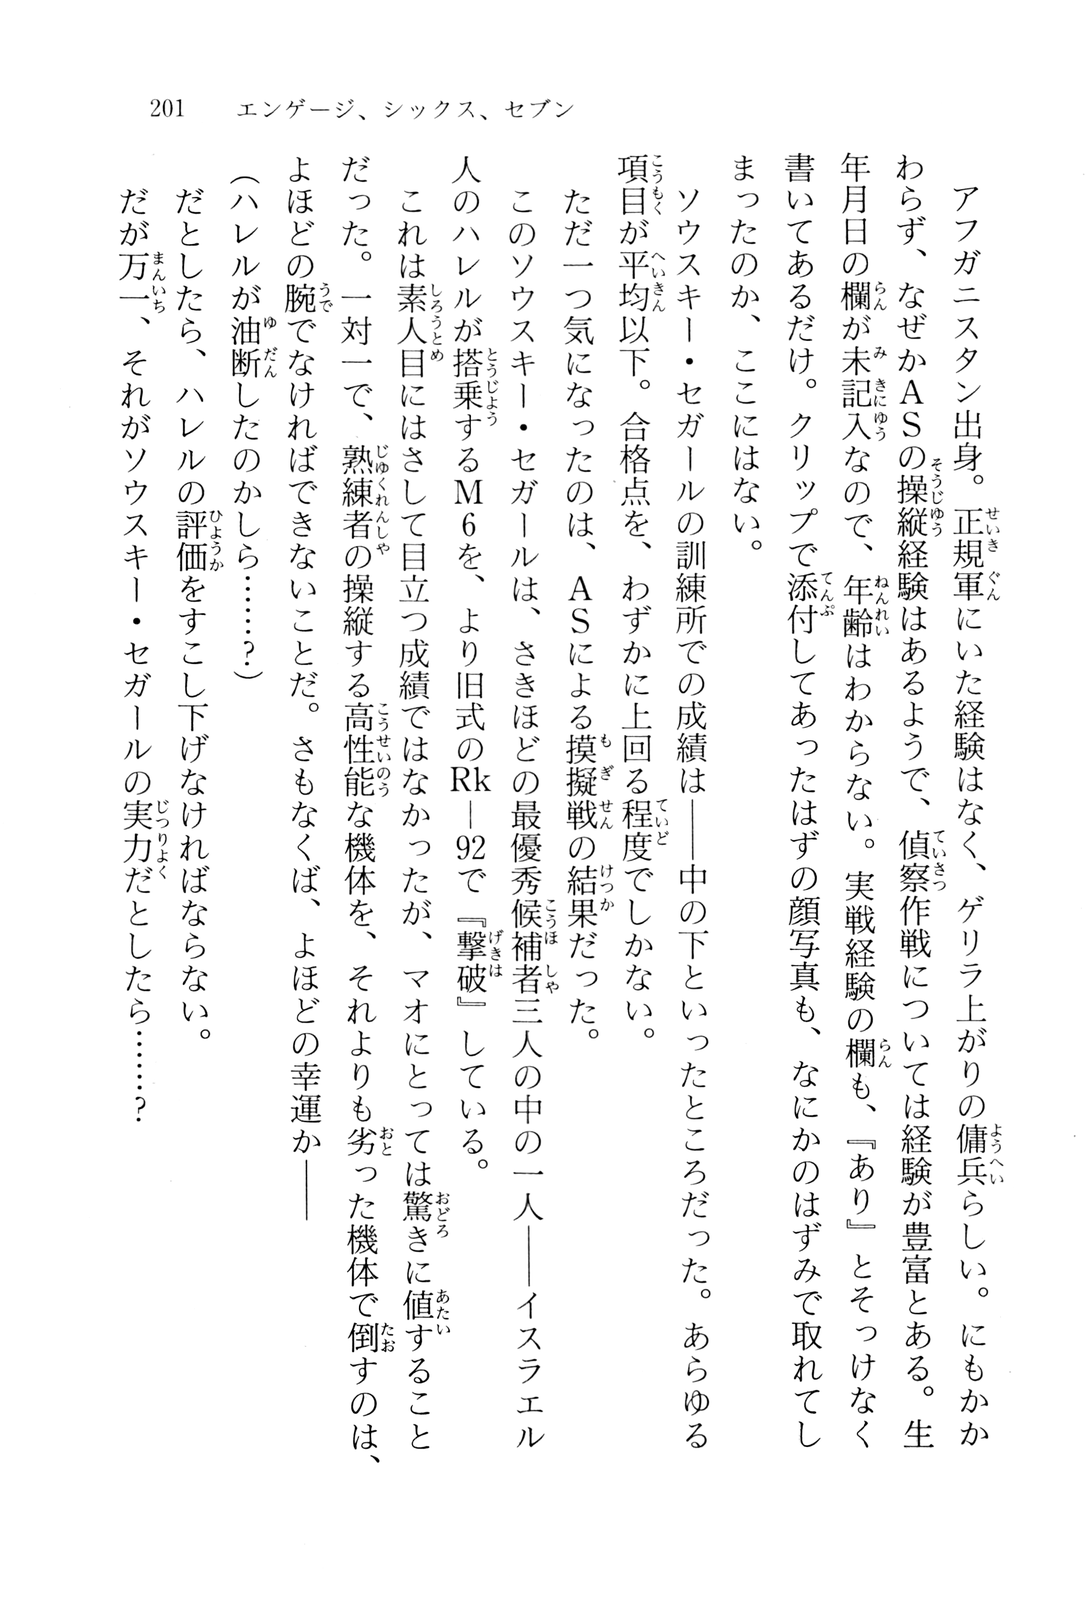 201　エンゲージ、シックス、セブン
アフガニスタン出身。正規軍にいた経験はなく、ゲリラ上がりの傭兵らしい。にもかか
わらず、なぜかＡＳの操縦経験はあるようで、偵察作戦については経験が豊富とある。生
年月日の欄が未記入なので、年齢はわからない。実戦経験の欄も、『あり』とそっけなく
書いてあるだけ。クリップで添付してあったはずの顔写真も、なにかのはずみで取れてし
まったのか、ここにはない。
ソウスキー・セガールの訓練所での成績は――中の下といったところだった。あらゆる
項目が平均以下。合格点を、わずかに上回る程度でしかない。
ただ一つ気になったのは、ＡＳによる摸擬戦の結果だった。
このソウスキー・セガールは、さきほどの最優秀候補者三人の中の一人――イスラエル
人のハレルが搭乗するＭ６を、より旧式のRk―92で『撃破』している。
これは素人目にはさして目立つ成績ではなかったが、マオにとっては驚きに値すること
だった。一対一で、熟練者の操縦する高性能な機体を、それよりも劣った機体で倒すのは、
よほどの腕でなければできないことだ。さもなくば、よほどの幸運か――
（ハレルが油断したのかしら……？）
だとしたら、ハレルの評価をすこし下げなければならない。
だが万一、それがソウスキー・セガールの実力だとしたら……？